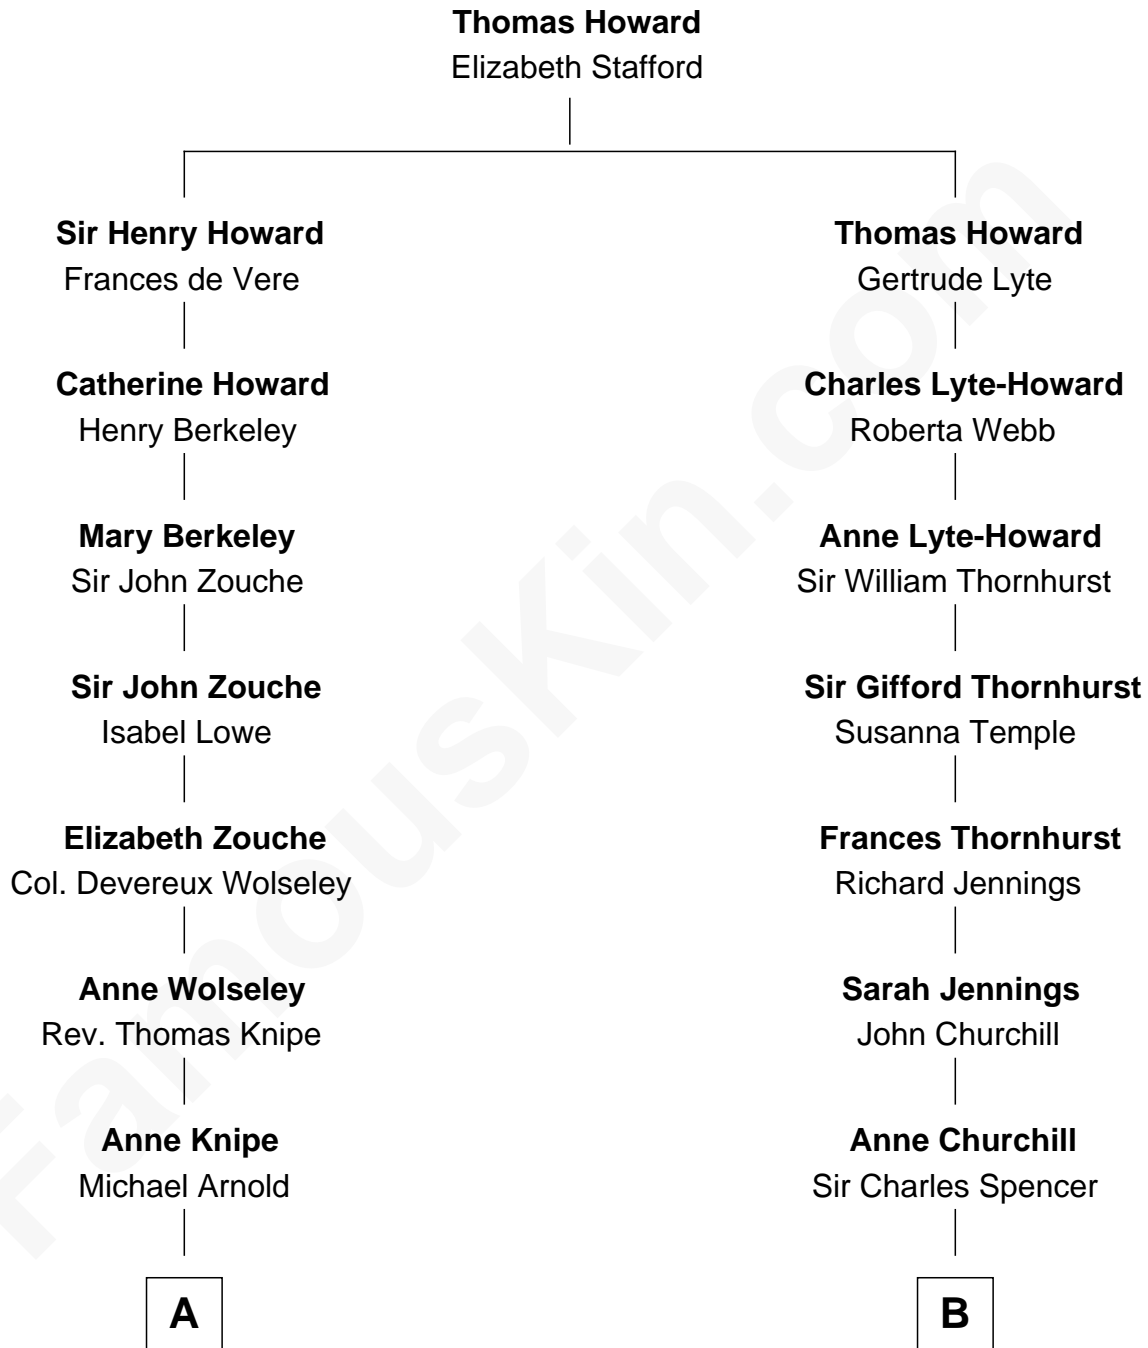 Thomas Howard
Elizabeth Stafford
Sir Henry Howard
Frances de Vere
Catherine Howard
Henry Berkeley
Mary Berkeley
Sir John Zouche
Sir John Zouche
Isabel Lowe
Elizabeth Zouche
Col. Devereux Wolseley
Anne Wolseley
Rev. Thomas Knipe
Anne Knipe
Michael Arnold
A
Thomas Howard
Gertrude Lyte
Charles Lyte-Howard
Roberta Webb
Anne Lyte-Howard
Sir William Thornhurst
Sir Gifford Thornhurst
Susanna Temple
Frances Thornhurst
Richard Jennings
Sarah Jennings
John Churchill
Anne Churchill
Sir Charles Spencer
B
FamousKin.com